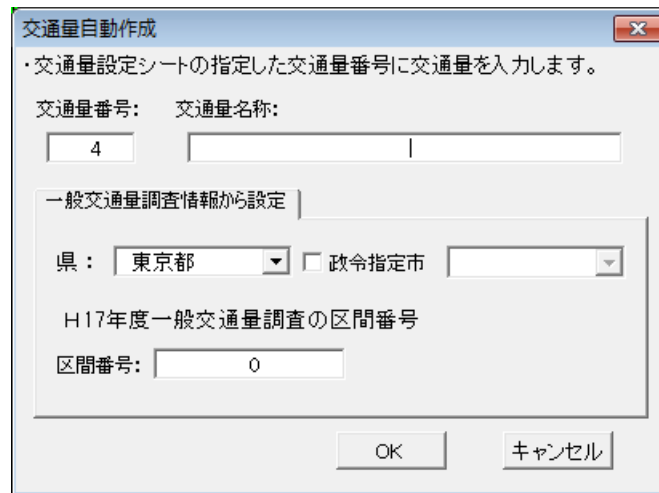 交通量自動作成
・交通量設定シートの指定した交通量番号に交通量を入力します。
交通量番号: 交通量名称:
4
一般交通量調査情報から設定
県： 東京都 政令指定市
H17年度一般交通量調査の区間番号
区間番号: 0
OK キャンセル